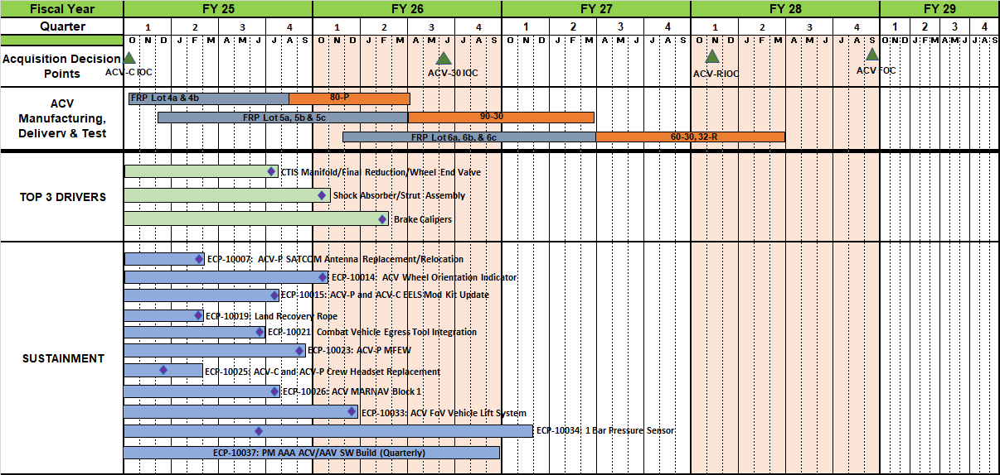 Fiscal Year FY 25 FY 26 FY 27 FY 28 FY 29
Quarter 1 2 3 4 1 2 3 4 1 2 3 4 1 2 3 4 1 2 3 4
O N D J F M A M J J A S O N D J F M A M J J A S O N D J F M A M J J A S O N D J F M A M J J A S O N D J F M A M J J A S
Acquisition Decision
Points
ACV-C IOC ACV-30 IOC ACV-R IOC ACV FOC
ACV
Manufacturing,
Delivery & Test
FRP Lot 4a & 4b 80-P
FRP Lot 5a, 5b & 5c 90-30
FRP Lot 6a, 6b, & 6c 60-30, 32-R
TOP 3 DRIVERS
CTIS Manifold/Final Reduction/Wheel End Valve
Shock Absorber/Strut Assembly
Brake Calipers
SUSTAINMENT
ECP-10007: ACV-P SATCOM Antenna Replacement/Relocation
ECP-10014: ACV Wheel Orientation Indicator
ECP-10015: ACV-P and ACV-C EELS Mod Kit Update
ECP-10019: Land Recovery Rope
ECP-10021: Combat Vehicle Egress Tool Integration
ECP-10023: ACV-P MFEW
ECP-10025: ACV-C and ACV-P Crew Headset Replacement
ECP-10026: ACV MARNAV Block 1
ECP-10033: ACV FoV Vehicle Lift System
ECP-10034: 1 Bar Pressure Sensor
ECP-10037: PM AAA ACV/AAV SW Build (Quarterly)